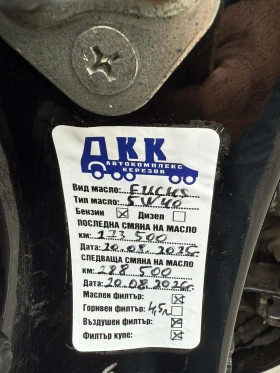 ДКК
АВТОКОМПЛЕКС
КЕРЕЗОВ
Вид масло: FUCHS
Тип масло: 5W40
Бензин ☒ Дизел ☐
ПОСЛЕДНА СМЯНА НА МАСЛО
км: 273 500
Дата: 20.08.2025г.
СЛЕДВАЩА СМЯНА НА МАСЛО
км: 288 500
Дата: 20.08.2026г.
Маслен филтър: ☒
Горивен филтър: 4,5л ☐
Въздушен филтър: ☒
Филтър купе: ☒